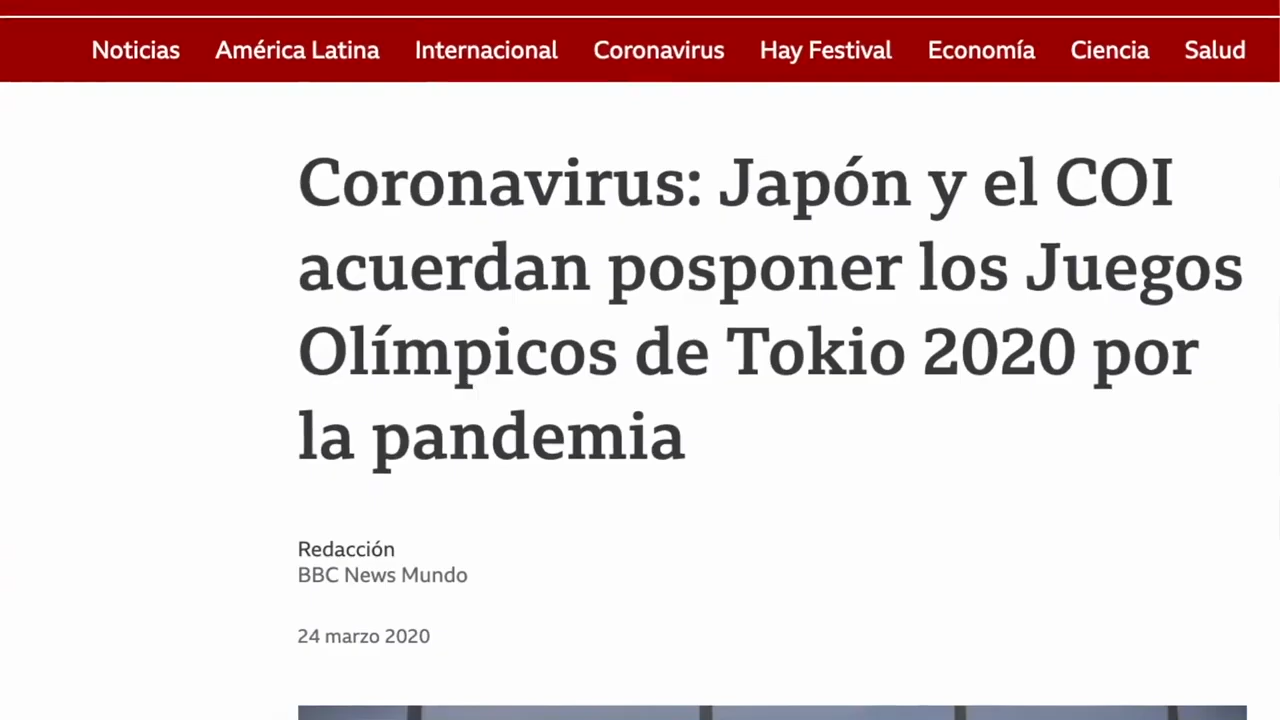 Noticias América Latina Internacional Coronavirus Hay Festival Economía Ciencia Salud
Coronavirus: Japón y el COI
acuerdan posponer los Juegos
Olímpicos de Tokio 2020 por
la pandemia
Redacción
BBC News Mundo
24 marzo 2020